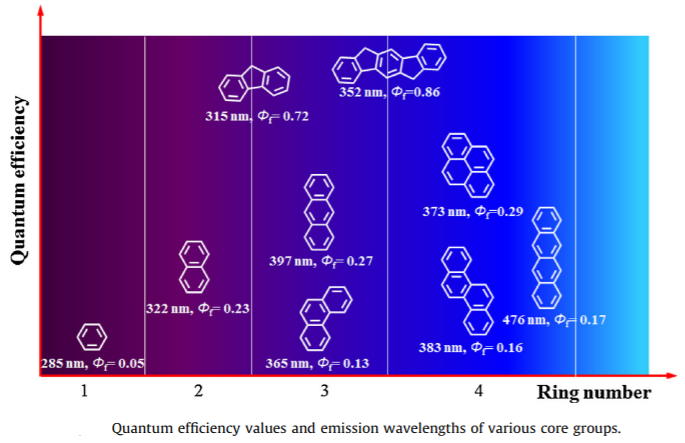 Quantum efficiency
352 nm, Φf=0.86
315 nm, Φf= 0.72
373 nm, Φf=0.29
397 nm, Φf= 0.27
322 nm, Φf= 0.23
476 nm, Φf= 0.17
383 nm, Φf= 0.16
365 nm, Φf= 0.13
285 nm, Φf= 0.05
1 2 3 4 Ring number
Quantum efficiency values and emission wavelengths of various core groups.